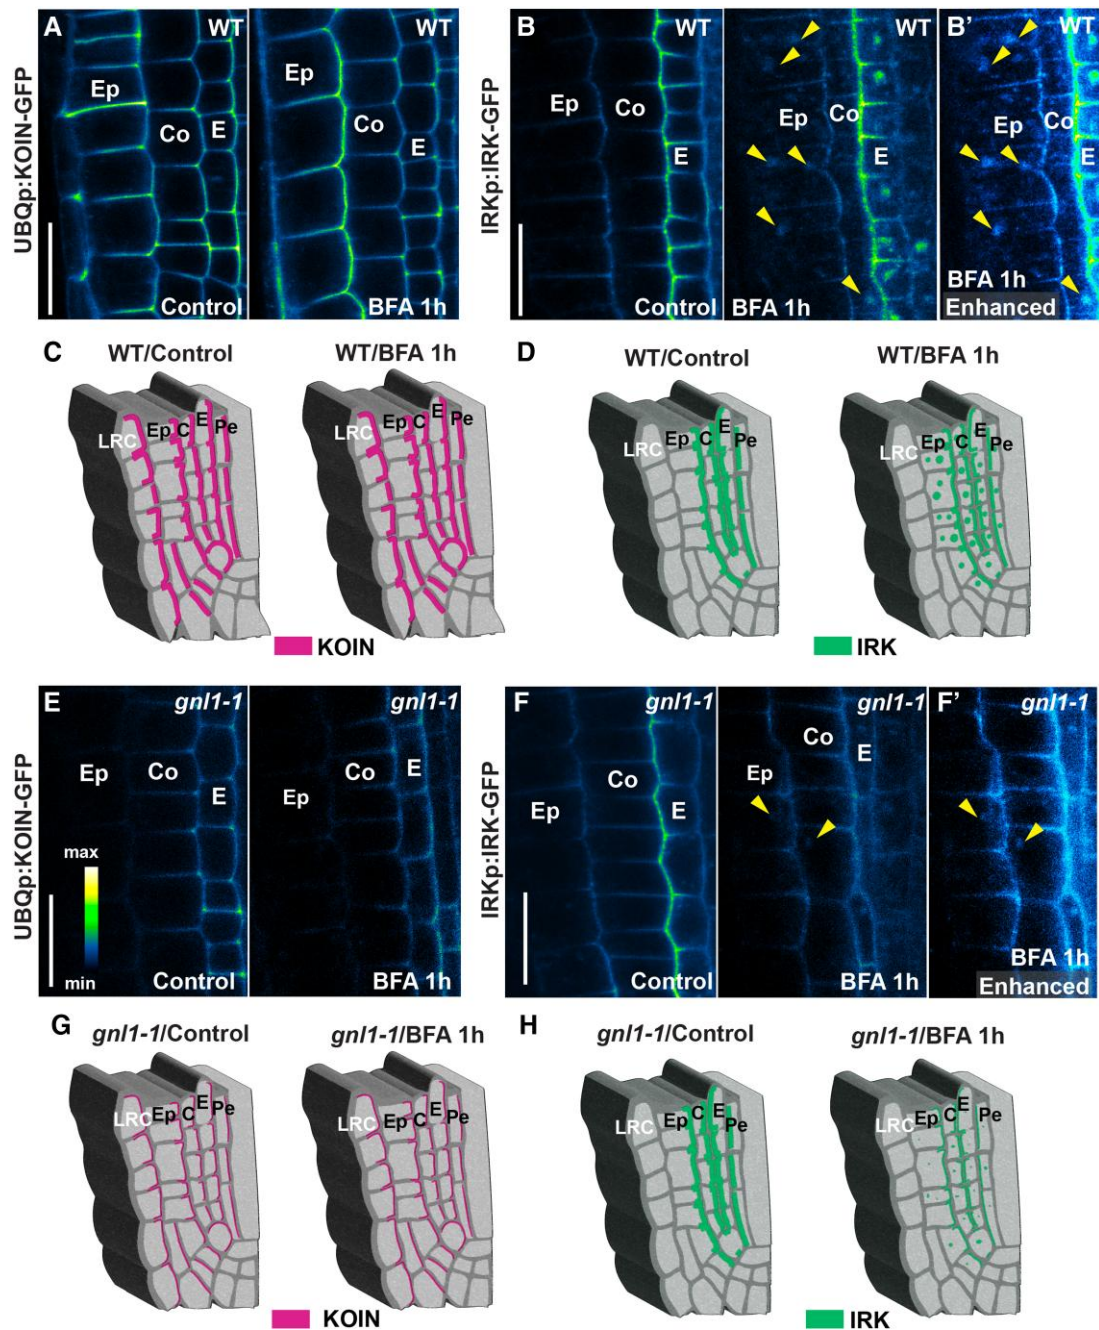 A WT WT
UBQp:KOIN-GFP
Ep Co E Ep Co E
Control BFA 1h
B WT WT B’
IRKp:IRK-GFP
Ep Co E Ep Co E Ep Co
Control BFA 1h BFA 1h
Enhanced
C WT/Control WT/BFA 1h
LRC Ep C E Pe LRC Ep C E Pe
KOIN
D WT/Control WT/BFA 1h
LRC Ep C E Pe LRC Ep C E Pe
IRK
E gnl1-1 gnl1-1
UBQp:KOIN-GFP
Ep Co E Ep Co E
max
min
Control BFA 1h
F gnl1-1 gnl1-1 F’ gnl1-1
IRKp:IRK-GFP
Ep Co E Ep Co E
Control BFA 1h BFA 1h
Enhanced
G gnl1-1/Control gnl1-1/BFA 1h
LRC Ep C E Pe LRC Ep C E Pe
KOIN
H gnl1-1/Control gnl1-1/BFA 1h
LRC Ep C E Pe LRC Ep C E Pe
IRK